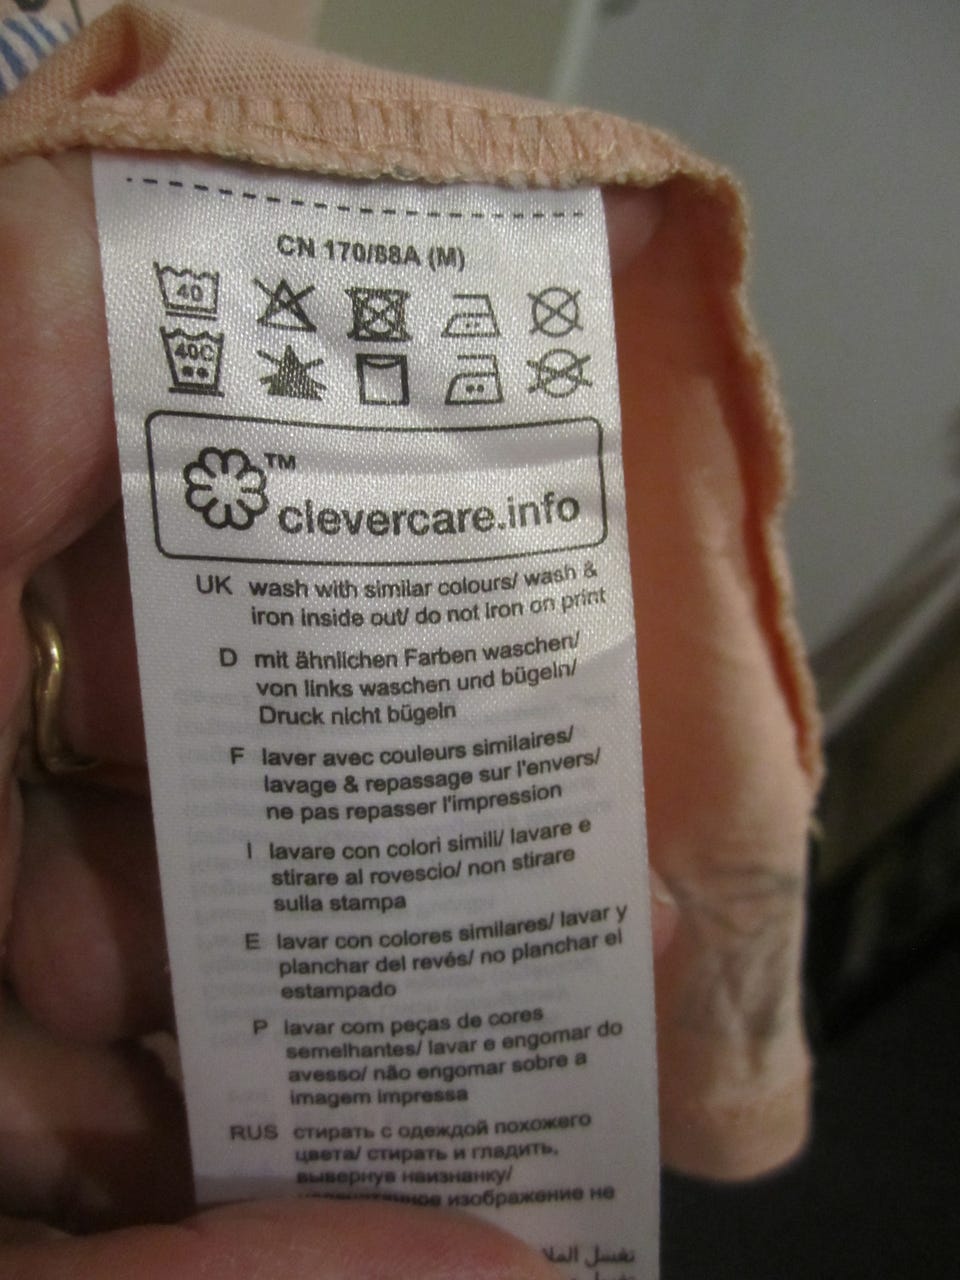 CN 170/88A (M)
40
40C
TM
clevercare.info
UK wash with similar colours/ wash &
iron inside out/ do not iron on print
D mit ähnlichen Farben waschen/
von links waschen und bügeln/
Druck nicht bügeln
F laver avec couleurs similaires/
lavage & repassage sur l'envers/
ne pas repasser l'impression
I lavare con colori simili/ lavare e
stirare al rovescio/ non stirare
sulla stampa
E lavar con colores similares/ lavar y
planchar del revés/ no planchar el
estampado
P lavar com peças de cores
semelhantes/ lavar e engomar do
avesso/ não engomar sobre a
imagem impressa
RUS стирать с одеждой похожего
цвета/ стирать и гладить,
вывернув наизнанку/
изображение не